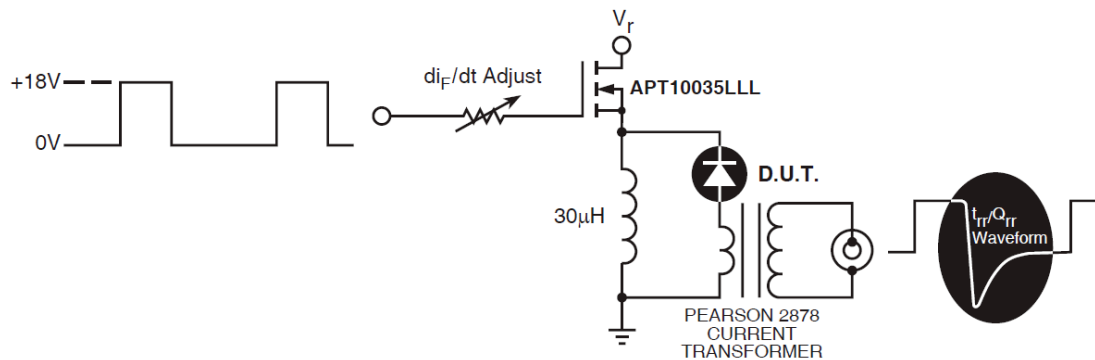 Vr
+18V
0V
diF/dt Adjust
APT10035LLL
D.U.T.
30μH
trr/Qrr
Waveform
PEARSON 2878
CURRENT
TRANSFORMER